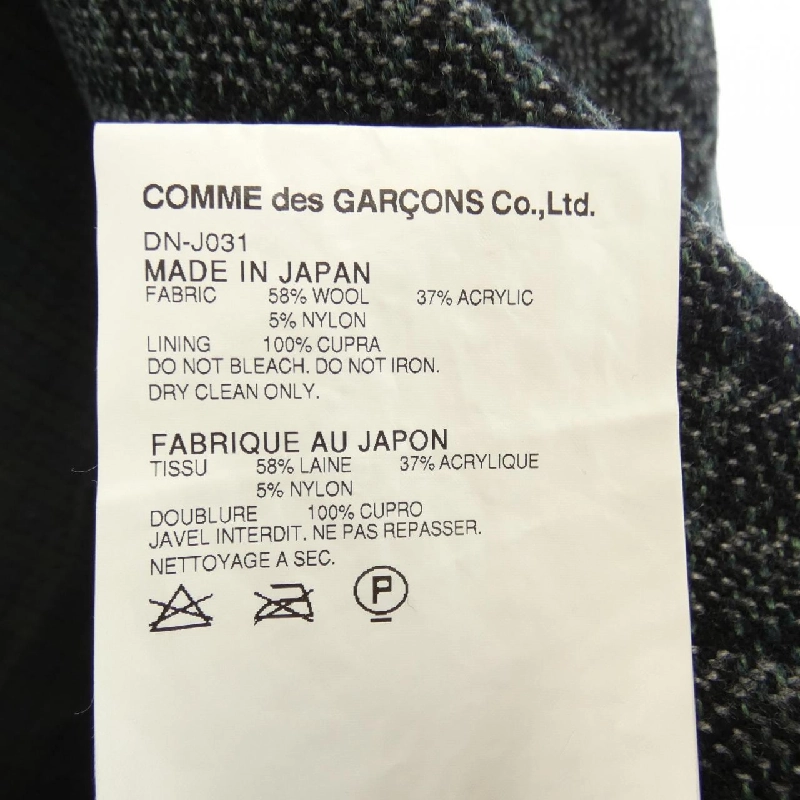 COMME des GARÇONS Co.,Ltd.
DN-J031
MADE IN JAPAN
FABRIC 58% WOOL 37% ACRYLIC
5% NYLON
LINING 100% CUPRA
DO NOT BLEACH. DO NOT IRON.
DRY CLEAN ONLY.
FABRIQUE AU JAPON
TISSU 58% LAINE 37% ACRYLIQUE
5% NYLON
DOUBLURE 100% CUPRO
JAVEL INTERDIT. NE PAS REPASSER.
NETTOYAGE A SEC.
P